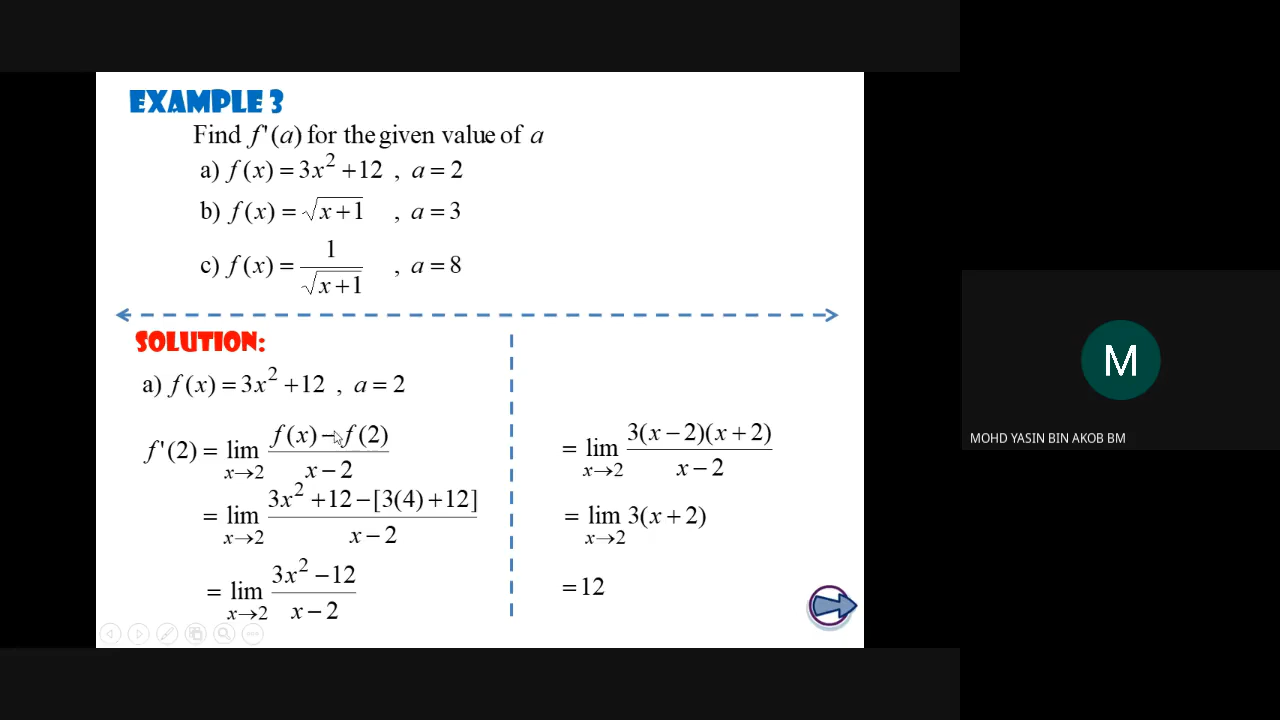 EXAMPLE 3
Find f'(a) for the given value of a
a) f(x) = 3x² + 12 , a = 2
b) f(x) = √(x+1) , a = 3
c) f(x) = 1/√(x+1) , a = 8
SOLUTION:
a) f(x) = 3x² + 12 , a = 2
f'(2) = lim x→2 (f(x) − f(2))/(x − 2)
= lim x→2 (3x² + 12 − [3(4) + 12])/(x − 2)
= lim x→2 (3x² − 12)/(x − 2)
= lim x→2 (3(x − 2)(x + 2))/(x − 2)
= lim x→2 3(x + 2)
= 12
M
MOHD YASIN BIN AKOB BM